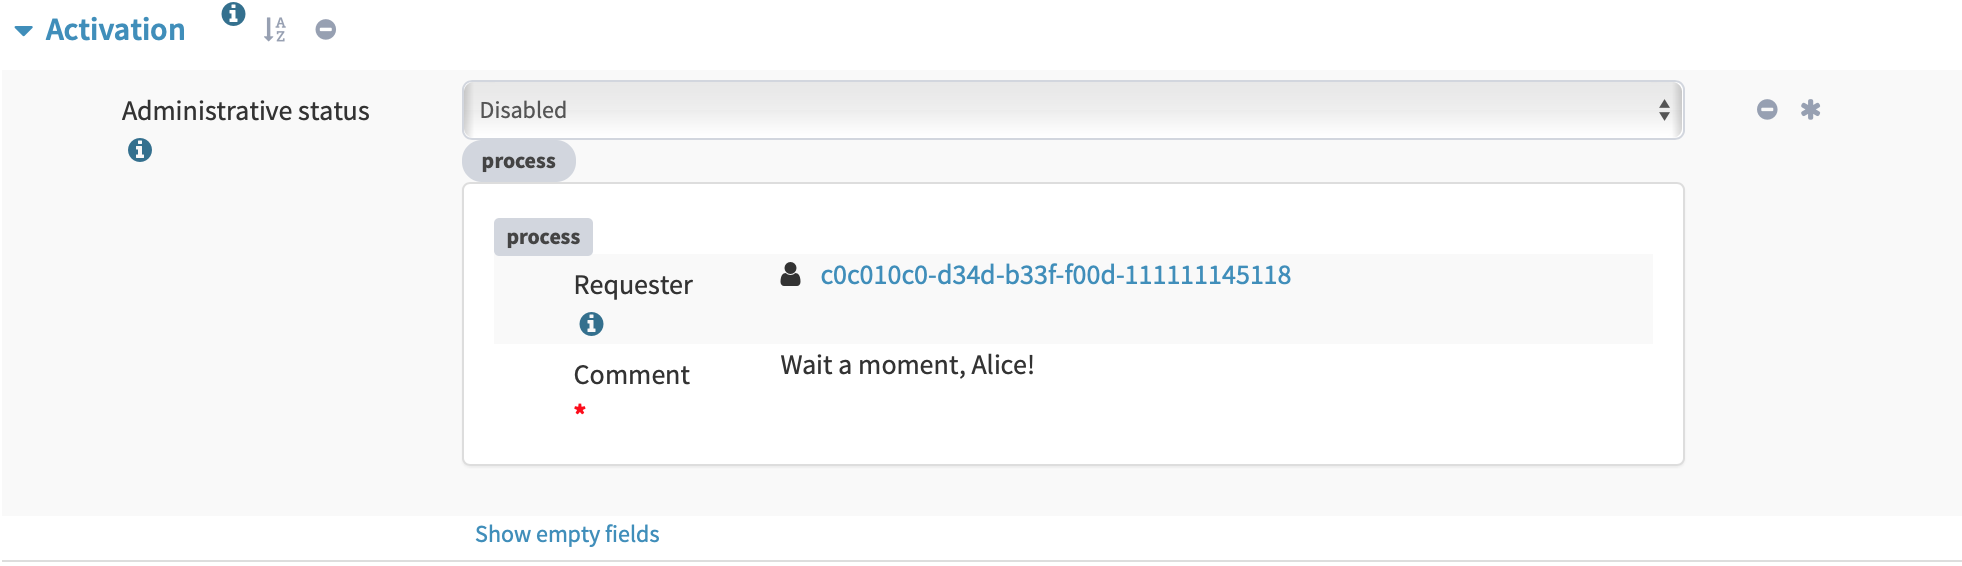 Activation
Administrative status
Disabled
process
process
Requester
c0c010c0-d34d-b33f-f00d-111111145118
Comment
*
Wait a moment, Alice!
Show empty fields